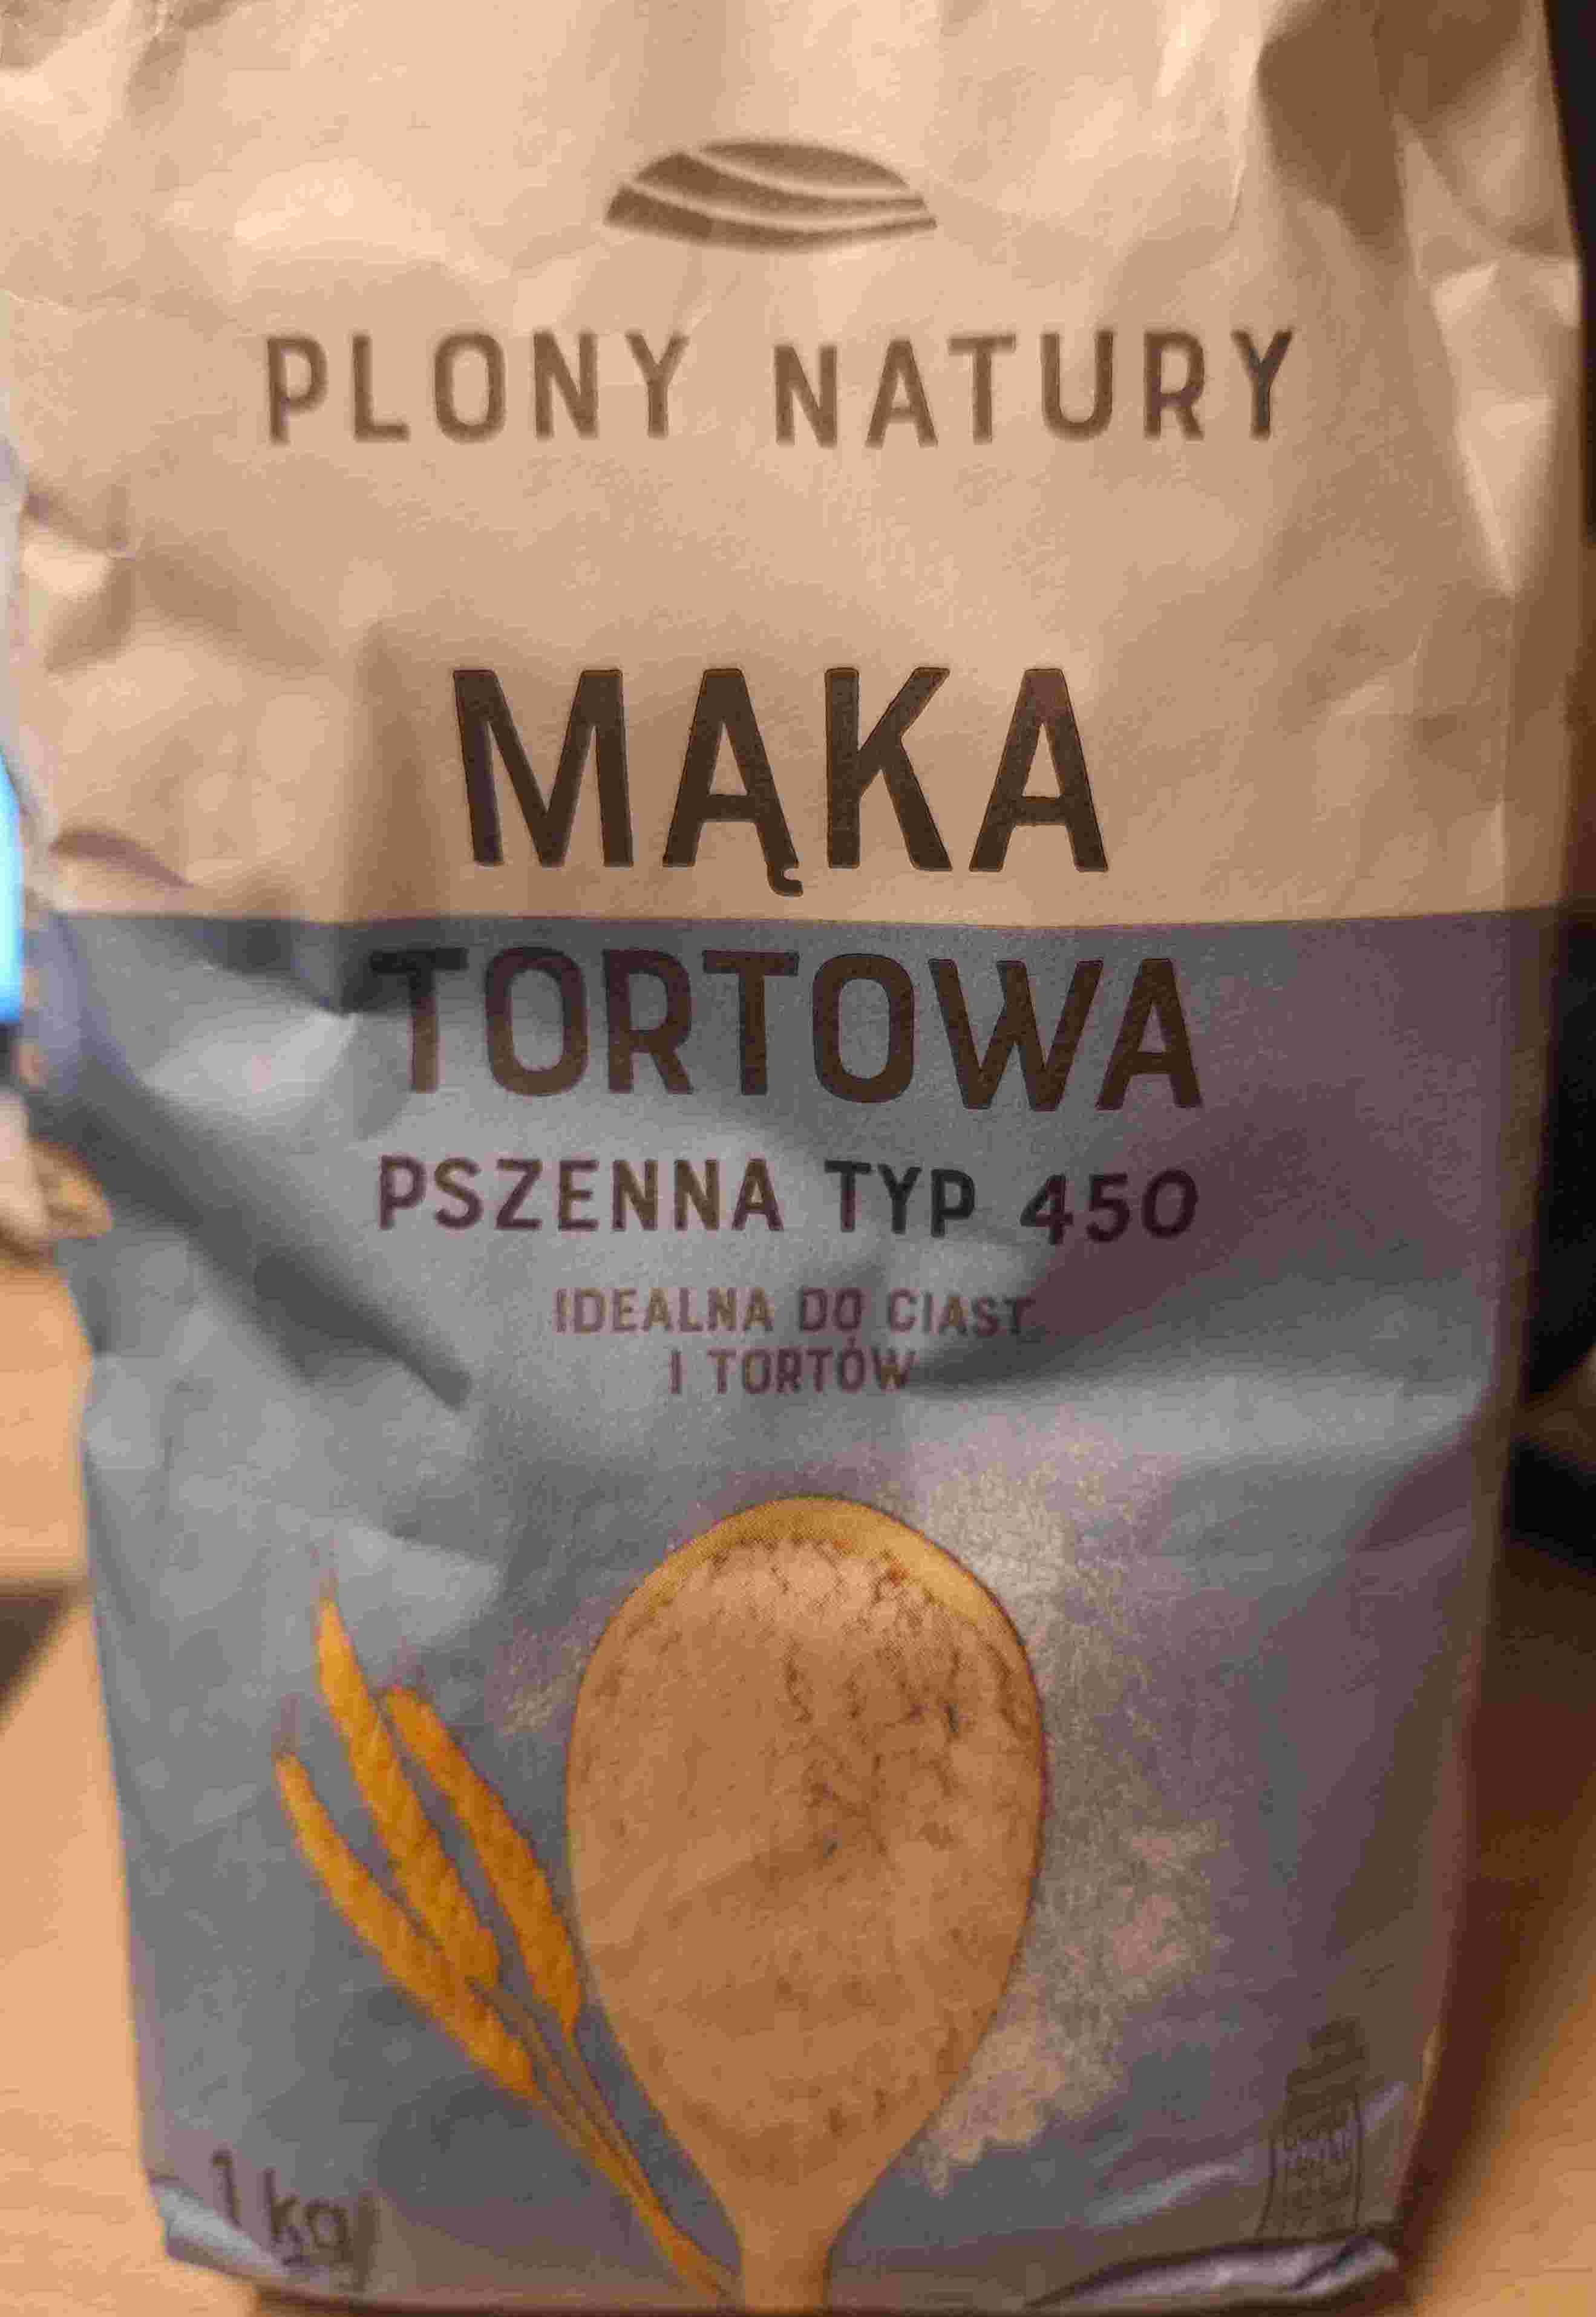 PLONY NATURY
MĄKA
TORTOWA
PSZENNA TYP 450
IDEALNA DO CIAST
I TORTÓW
1 kg